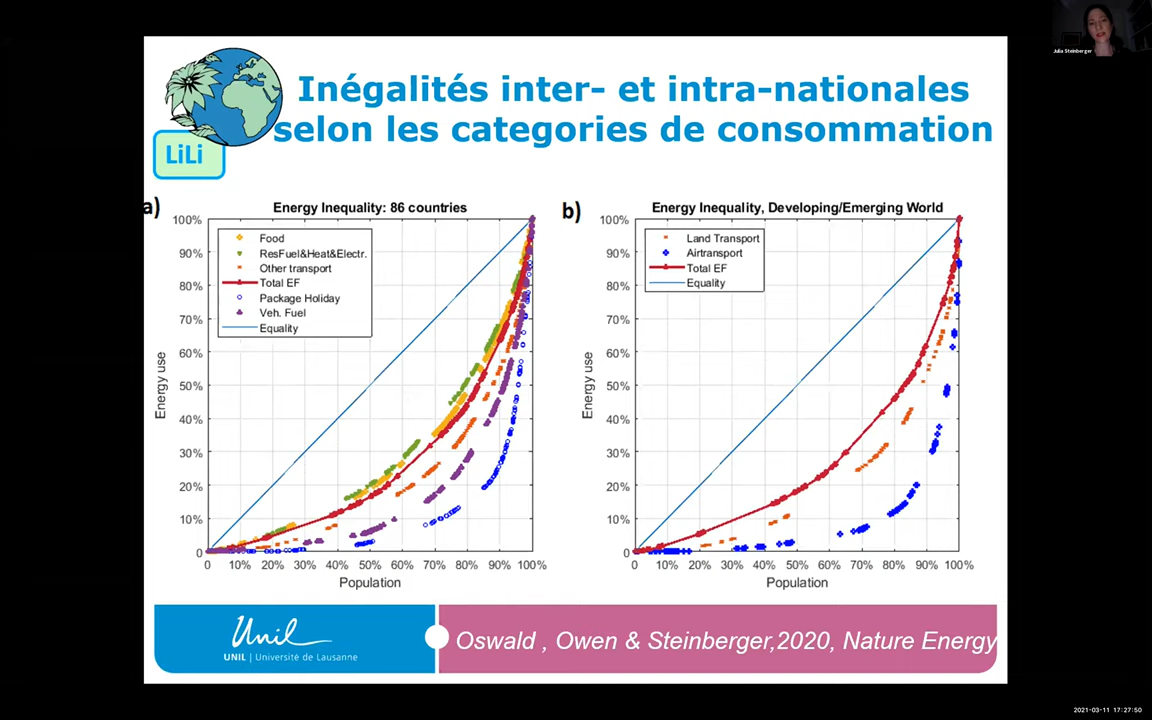 Julia Steinberger
Inégalités inter- et intra-nationales
selon les categories de consommation
LiLi
a)
Energy Inequality: 86 countries
Food
ResFuel&Heat&Electr.
Other transport
Total EF
Package Holiday
Veh. Fuel
Equality
100%
90%
80%
70%
60%
50%
40%
30%
20%
10%
0
Energy use
0 10% 20% 30% 40% 50% 60% 70% 80% 90% 100%
Population
b)
Energy Inequality, Developing/Emerging World
Land Transport
Airtransport
Total EF
Equality
100%
90%
80%
70%
60%
50%
40%
30%
20%
10%
0
Energy use
0 10% 20% 30% 40% 50% 60% 70% 80% 90% 100%
Population
Unil
UNIL | Université de Lausanne
Oswald , Owen & Steinberger,2020, Nature Energy
2021-03-11 17:27:50